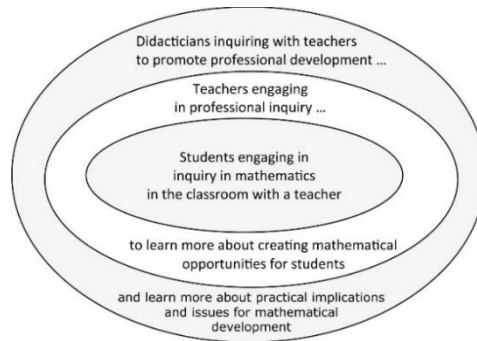 Didacticians inquiring with teachers
to promote professional development ...
Teachers engaging
in professional inquiry ...
Students engaging in
inquiry in mathematics
in the classroom with a teacher
to learn more about creating mathematical
opportunities for students
and learn more about practical implications
and issues for mathematical
development